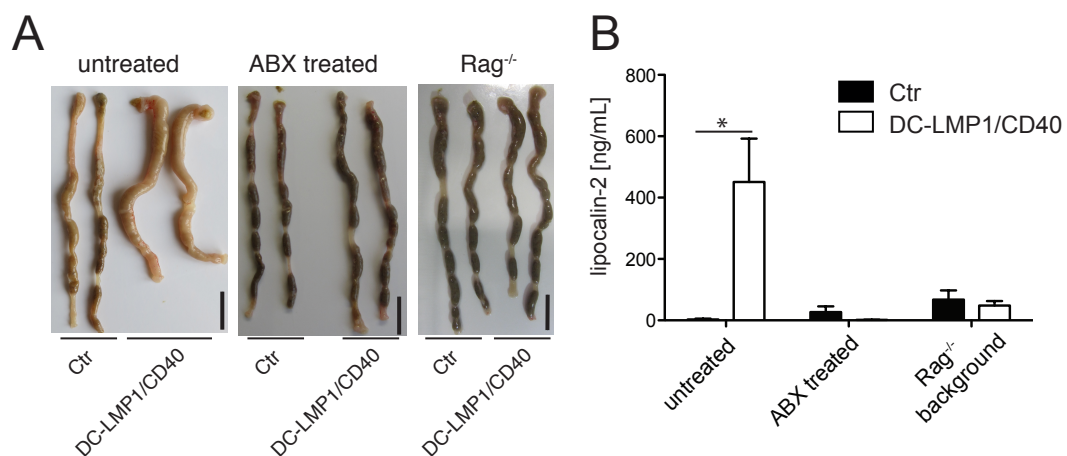 A
untreated
ABX treated
Rag-/-
Ctr
DC-LMP1/CD40
Ctr
DC-LMP1/CD40
Ctr
DC-LMP1/CD40
B
lipocalin-2 [ng/mL]
800
600
400
200
0
*
Ctr
DC-LMP1/CD40
untreated
ABX treated
Rag-/-
background